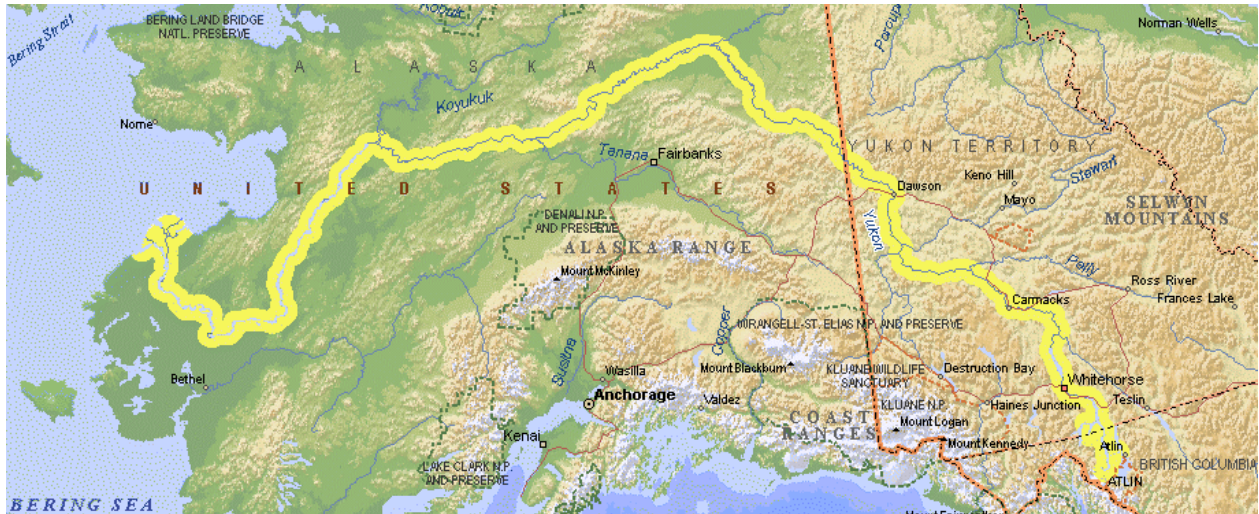 BERING LAND BRIDGE
NATL. PRESERVE
Kobuk
Norman Wells
Bering Strait
Porcup
A L A S K A
Koyukuk
Nome
Tanana
Fairbanks
YUKON TERRITORY
Stewart
Keno Hill
UNITED STATES
Dawson
Mayo
SELWYN
MOUNTAINS
DENALI N.P.
AND PRESERVE
Yukon
ALASKA RANGE
Mount McKinley
Pelly
Ross River
Frances Lake
Carmacks
Copper
WRANGELL-ST. ELIAS N.P. AND PRESERVE
Susitna
Bethel
Wasilla
Mount Blackburn
KLUANE WILDLIFE
SANCTUARY
Destruction Bay
Whitehorse
Anchorage
Valdez
KLUANE N.P.
Haines Junction
Teslin
COAST
RANGES
Mount Logan
Kenai
Mount Kennedy
Atlin
BRITISH COLUMBIA
LAKE CLARK N.P.
AND PRESERVE
ATLIN
BERING SEA